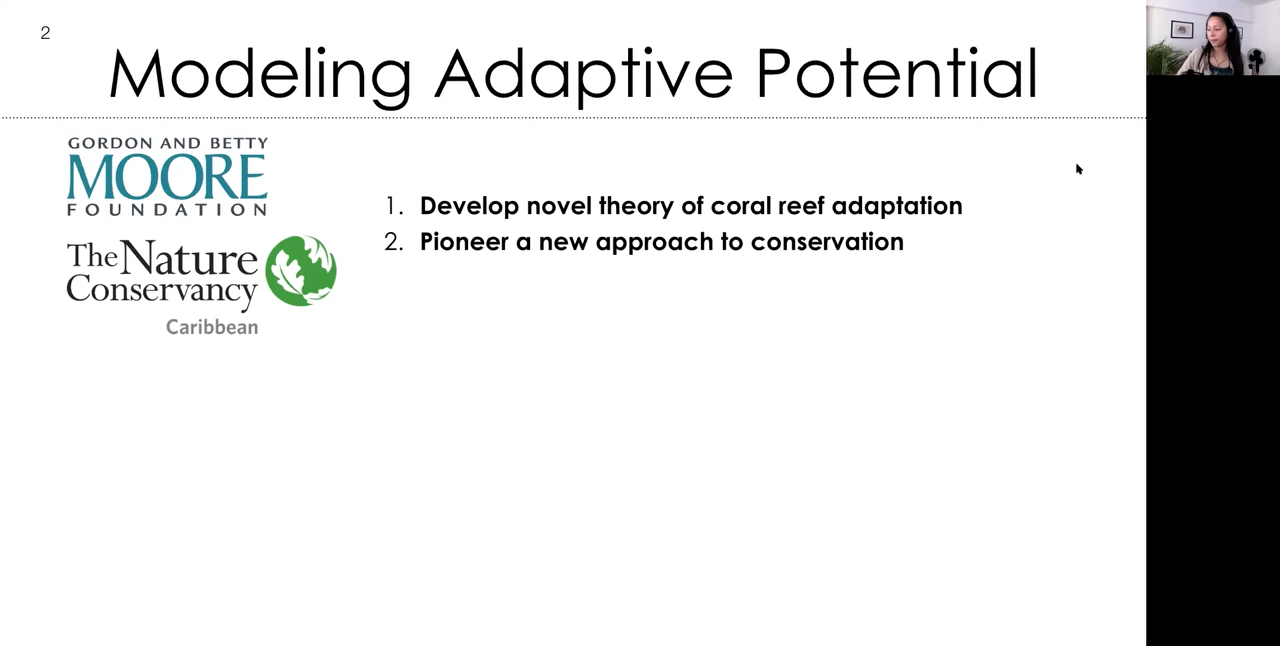 2
Modeling Adaptive Potential
GORDON AND BETTY
MOORE
FOUNDATION
The Nature
Conservancy
Caribbean
1. Develop novel theory of coral reef adaptation
2. Pioneer a new approach to conservation